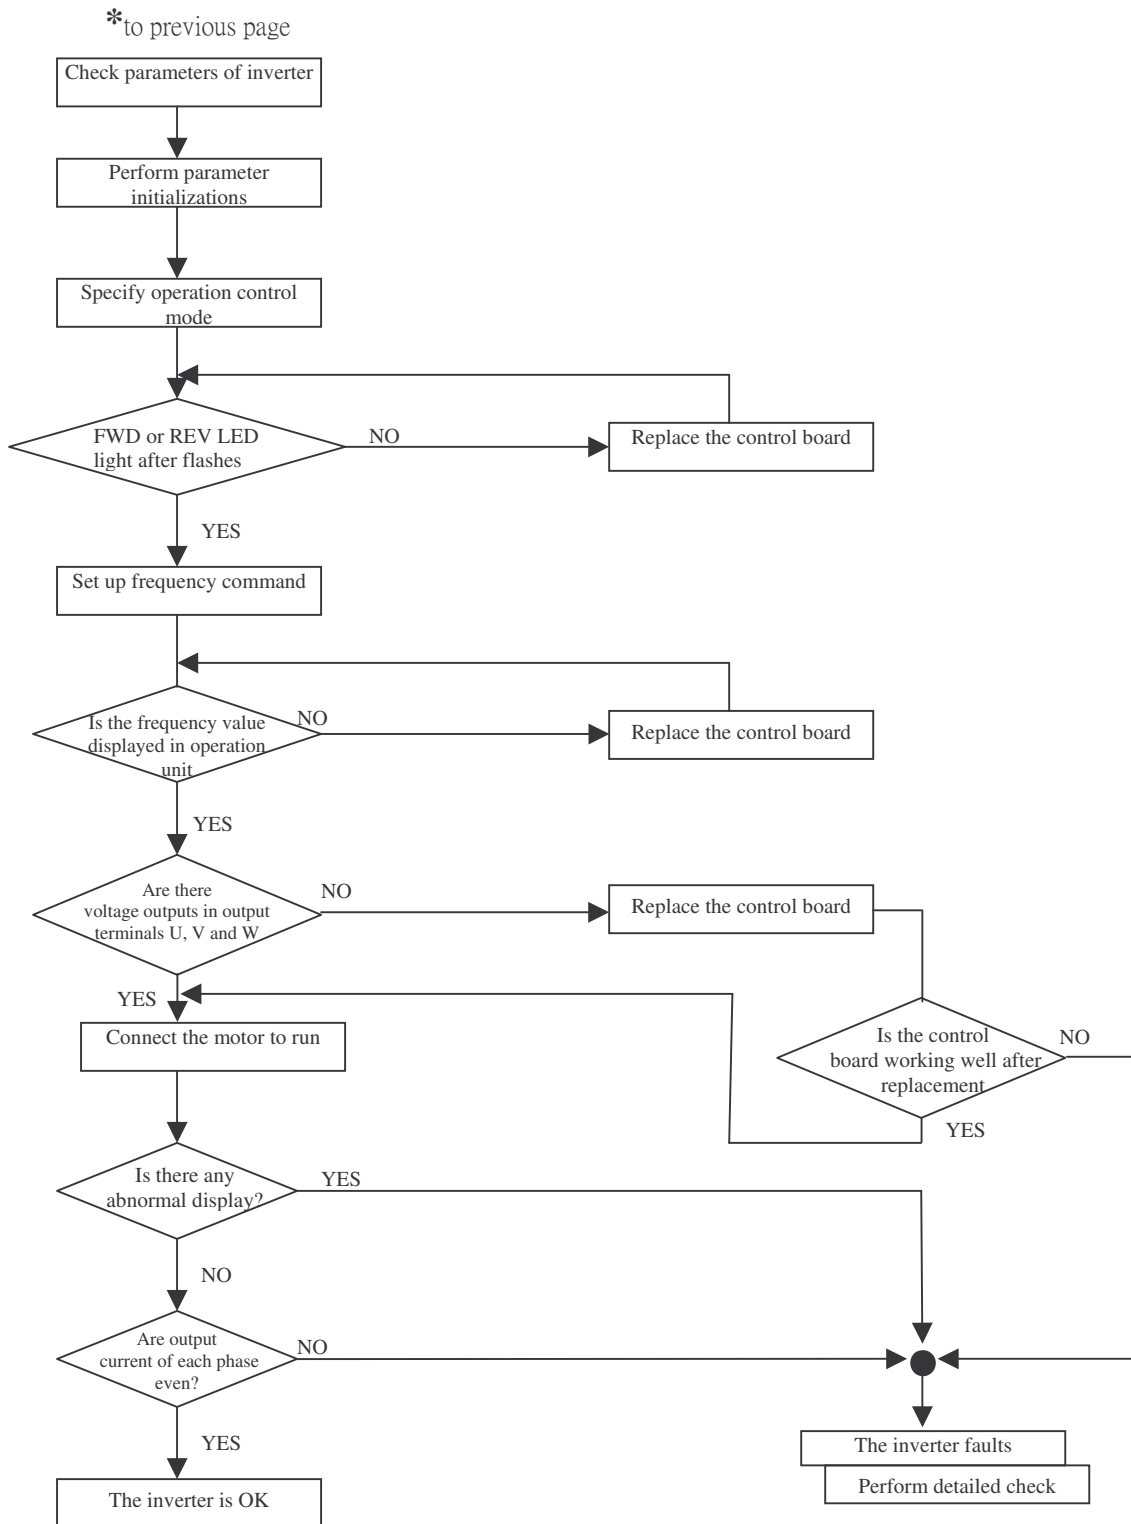 *to previous page
Check parameters of inverter
Perform parameter
initializations
Specify operation control
mode
FWD or REV LED
light after flashes
NO
Replace the control board
YES
Set up frequency command
Is the frequency value
displayed in operation
unit
NO
Replace the control board
YES
Are there
voltage outputs in output
terminals U, V and W
NO
Replace the control board
YES
Connect the motor to run
Is the control
board working well after
replacement
NO
YES
Is there any
abnormal display?
YES
NO
Are output
current of each phase
even?
NO
YES
The inverter is OK
The inverter faults
Perform detailed check